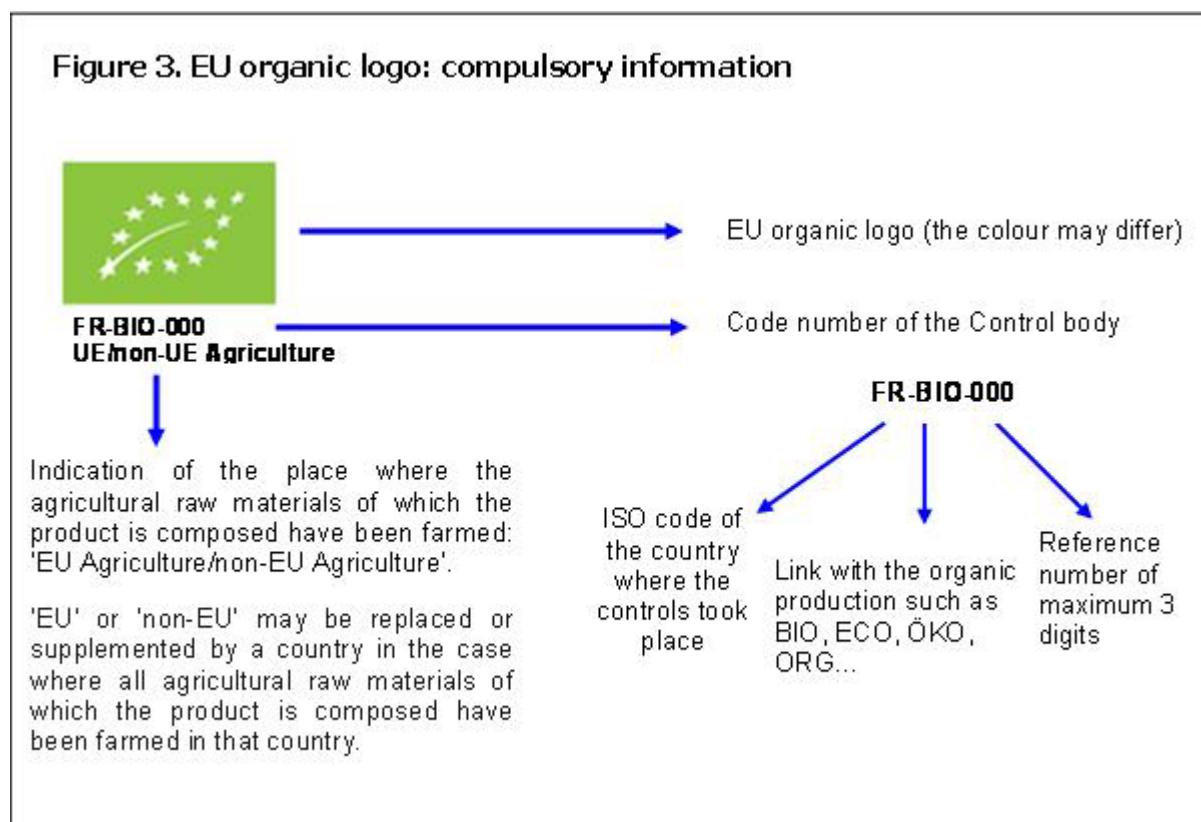 Figure 3. EU organic logo: compulsory information
EU organic logo (the colour may differ)
FR-BIO-000
UE/non-UE Agriculture
Code number of the Control body
FR-BIO-000
Indication of the place where the
agricultural raw materials of which the
product is composed have been farmed:
'EU Agriculture/non-EU Agriculture'.
'EU' or 'non-EU' may be replaced or
supplemented by a country in the case
where all agricultural raw materials of
which the product is composed have
been farmed in that country.
ISO code of
the country
where the
controls took
place
Link with the organic
production such as
BIO, ECO, ÖKO,
ORG...
Reference
number of
maximum 3
digits